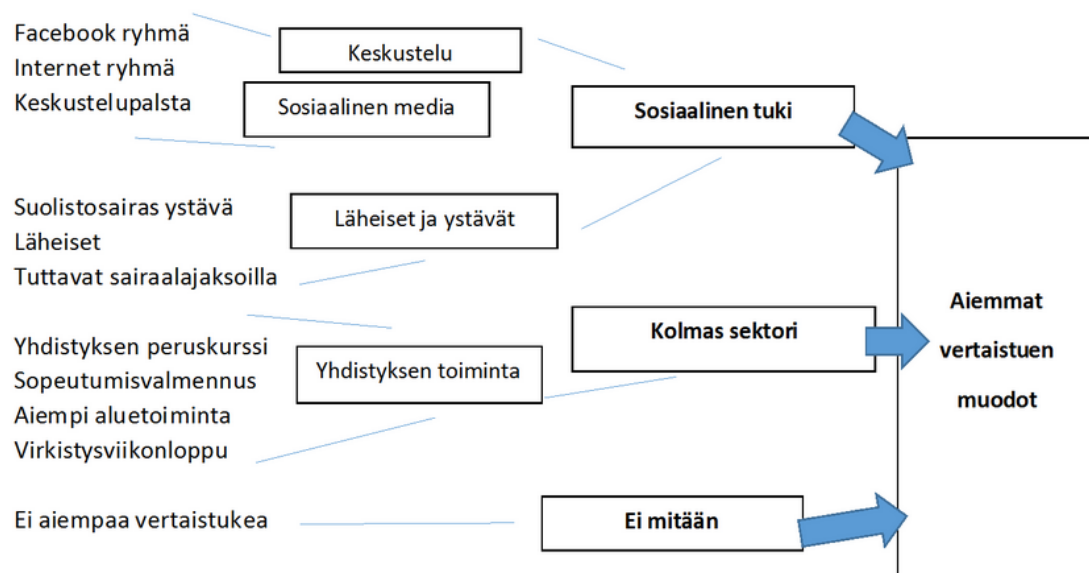 Facebook ryhmä
Internet ryhmä
Keskustelupalsta
Keskustelu
Sosiaalinen media
Sosiaalinen tuki
Suolistosairas ystävä
Läheiset
Tuttavat sairaalajaksoilla
Läheiset ja ystävät
Yhdistyksen peruskurssi
Sopeutumisvalmennus
Aiempi aluetoiminta
Virkistysviikonloppu
Yhdistyksen toiminta
Kolmas sektori
Ei aiempaa vertaistukea
Ei mitään
Aiemmat
vertaistuen
muodot